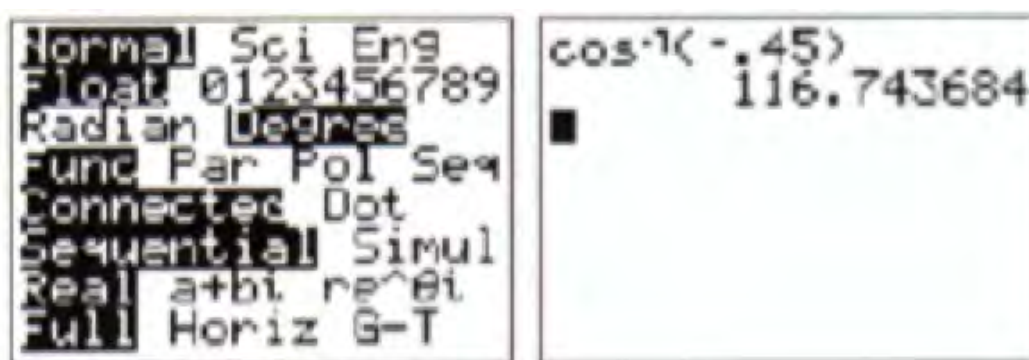 Normal Sci Eng
Float 0123456789
Radian Degree
Func Par Pol Seq
Connected Dot
Sequential Simul
Real a+bi re^θi
Full Horiz G-T
cos⁻¹(-.45)
116.743684